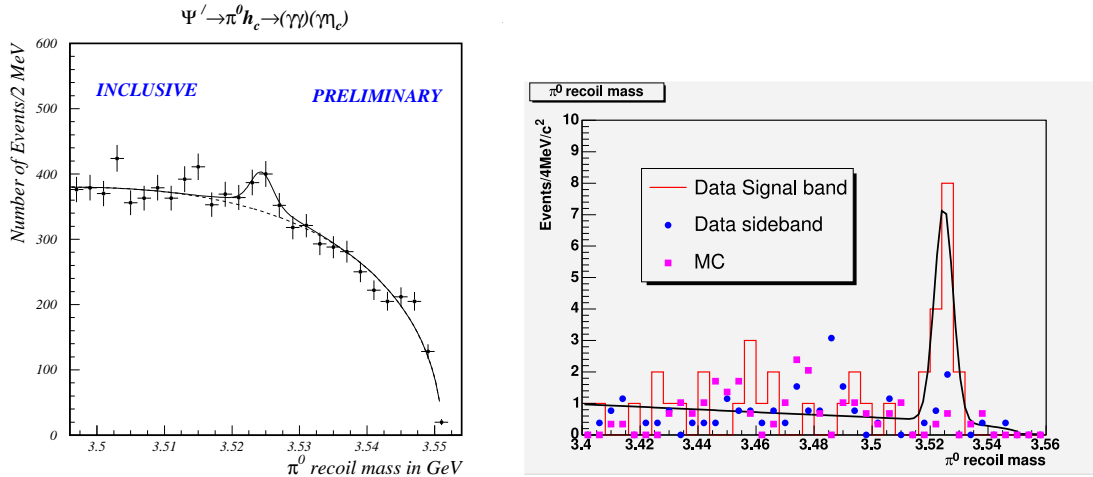 Ψ′→π⁰h_c→(γγ)(γη_c)
INCLUSIVE
PRELIMINARY
Number of Events/2 MeV
600
500
400
300
200
100
0
3.5 3.51 3.52 3.53 3.54 3.55
π⁰ recoil mass in GeV
π⁰ recoil mass
Events/4MeV/c²
10
9
8
7
6
5
4
3
2
1
0
Data Signal band
Data sideband
MC
3.4 3.42 3.44 3.46 3.48 3.5 3.52 3.54 3.56
π⁰ recoil mass